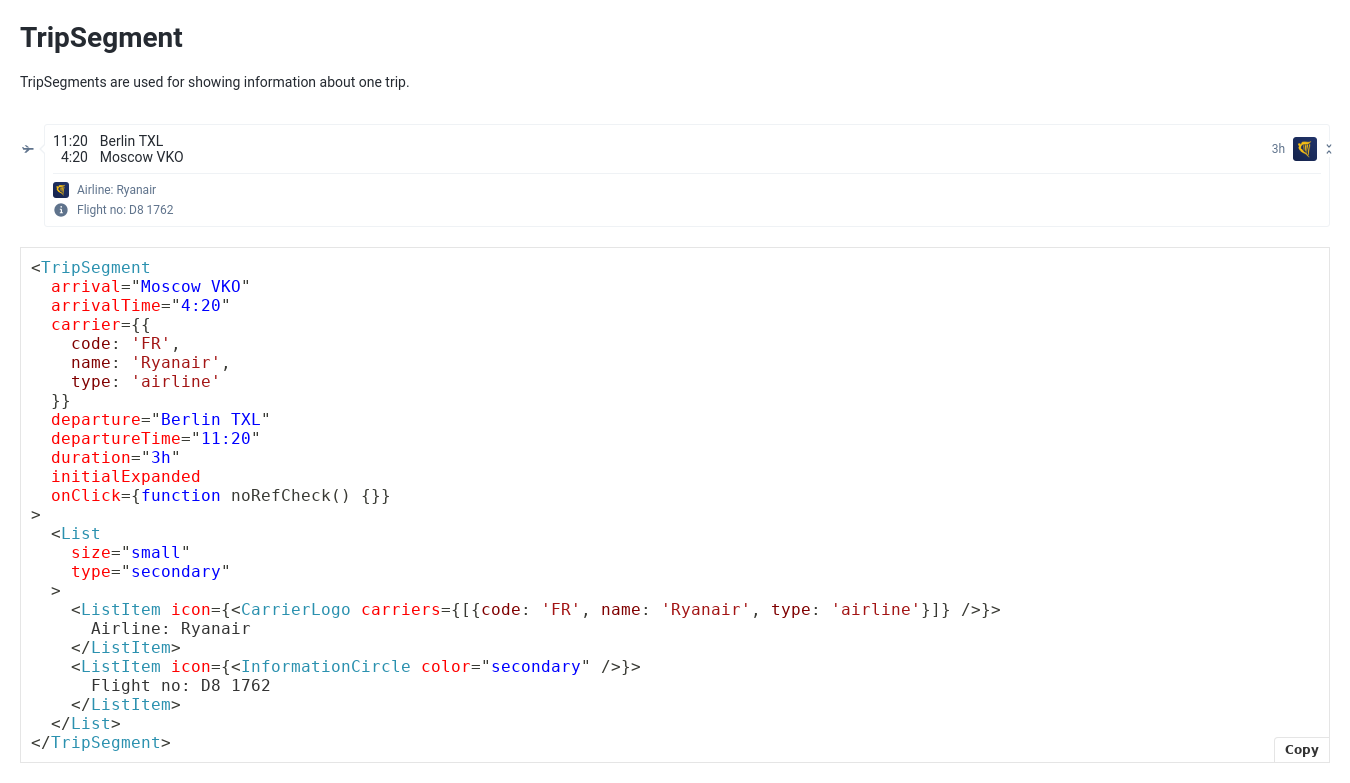 TripSegment
TripSegments are used for showing information about one trip.
11:20 Berlin TXL
4:20 Moscow VKO
3h
Airline: Ryanair
Flight no: D8 1762
<TripSegment
  arrival="Moscow VKO"
  arrivalTime="4:20"
  carrier={{
    code: 'FR',
    name: 'Ryanair',
    type: 'airline'
  }}
  departure="Berlin TXL"
  departureTime="11:20"
  duration="3h"
  initialExpanded
  onClick={function noRefCheck() {}}
>
  <List
    size="small"
    type="secondary"
  >
    <ListItem icon={<CarrierLogo carriers={[{code: 'FR', name: 'Ryanair', type: 'airline'}]} />}>
      Airline: Ryanair
    </ListItem>
    <ListItem icon={<InformationCircle color="secondary" />}>
      Flight no: D8 1762
    </ListItem>
  </List>
</TripSegment>
Copy